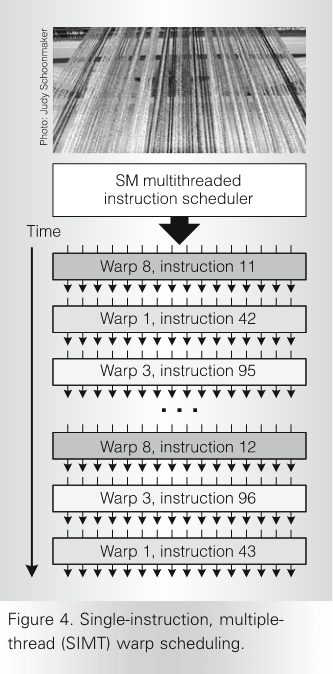 Photo: Judy Schoonmaker
SM multithreaded
instruction scheduler
Time
Warp 8, instruction 11
Warp 1, instruction 42
Warp 3, instruction 95
. . .
Warp 8, instruction 12
Warp 3, instruction 96
Warp 1, instruction 43
Figure 4. Single-instruction, multiple-
thread (SIMT) warp scheduling.